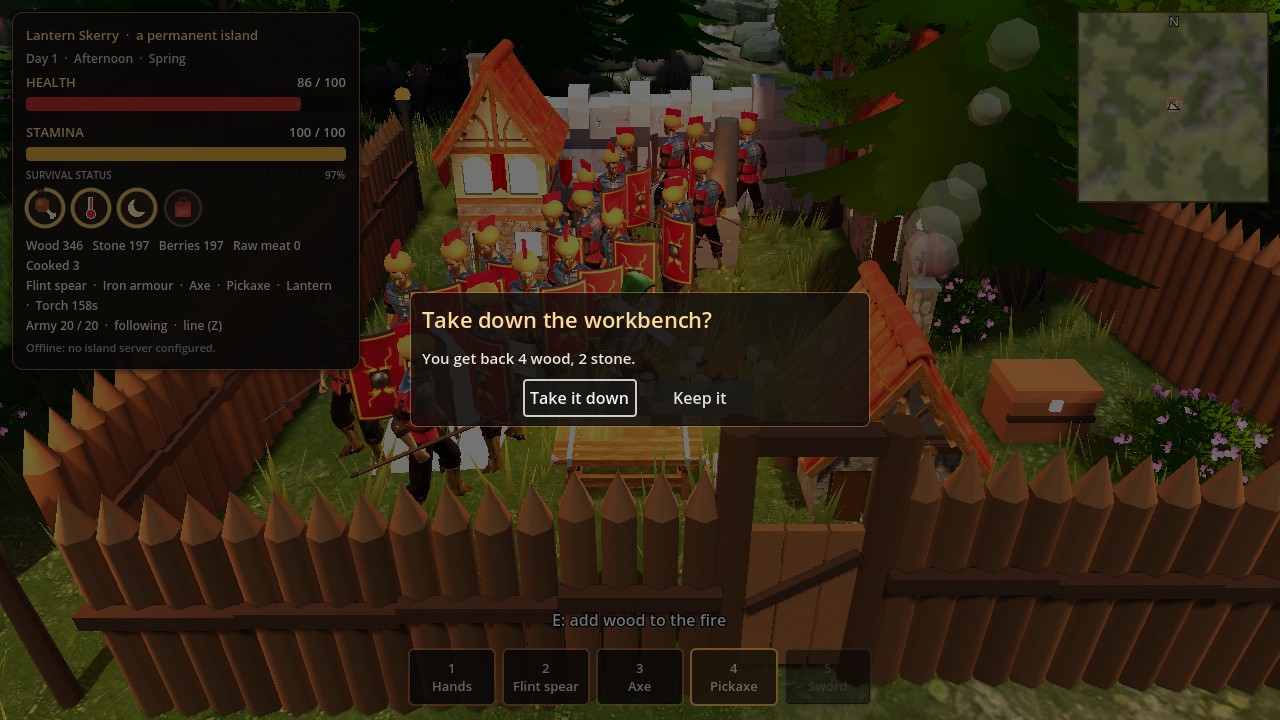 Lantern Skerry · a permanent island
Day 1 · Afternoon · Spring
HEALTH 86 / 100
STAMINA 100 / 100
SURVIVAL STATUS 97%
Wood 346 Stone 197 Berries 197 Raw meat 0
Cooked 3
Flint spear · Iron armour · Axe · Pickaxe · Lantern
· Torch 158s
Army 20 / 20 · following · line (Z)
Offline: no island server configured.
N
Take down the workbench?
You get back 4 wood, 2 stone.
Take it down Keep it
E: add wood to the fire
1 2 3 4 5
Hands Flint spear Axe Pickaxe Sword